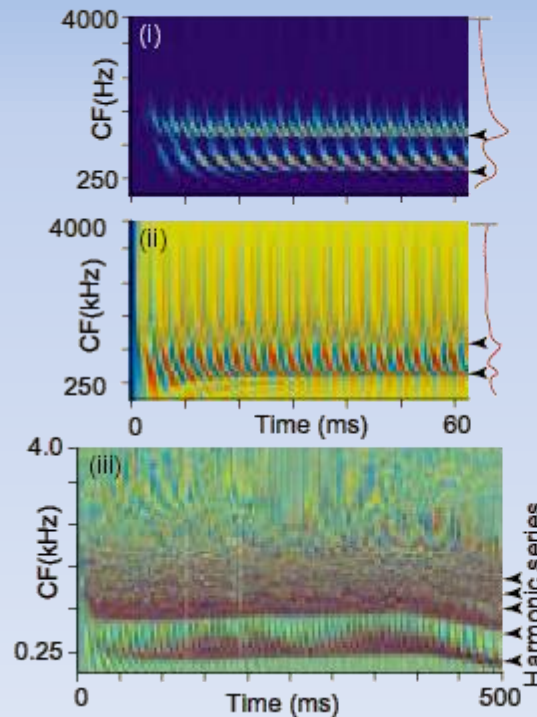 4000
(i)
CF(Hz)
250
4000
(ii)
CF(kHz)
250
0
Time (ms)
60
4.0
(iii)
CF(kHz)
0.25
0
Time (ms)
500
Harmonic series